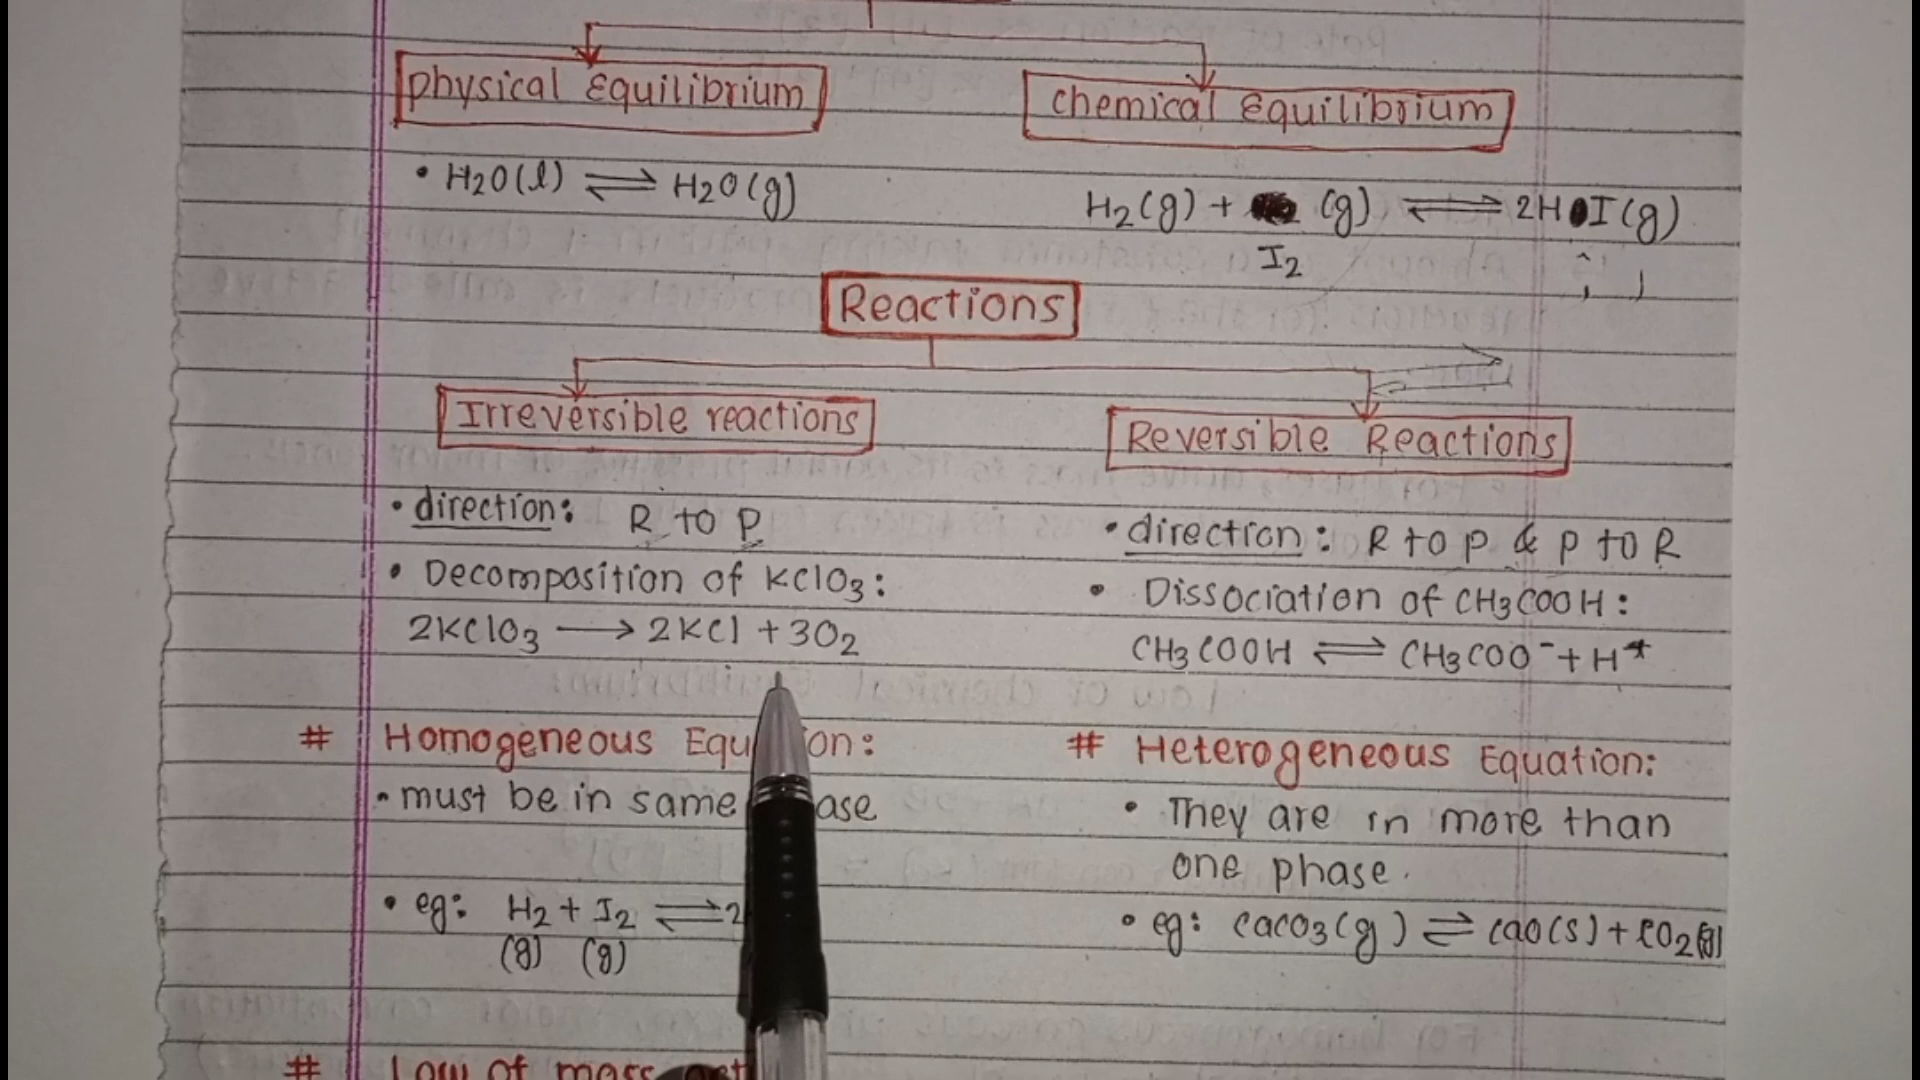 physical Equilibrium
chemical Equilibrium
• H2O(l) ⇌ H2O(g)
H2(g) + (g) ⇌ 2H I(g)
I2
Reactions
Irreversible reactions
Reversible Reactions
• direction: R to P
• direction: R to P & P to R
• Decomposition of KClO3:
• Dissociation of CH3COOH:
2KClO3 → 2KCl + 3O2
CH3COOH ⇌ CH3COO⁻ + H⁺
# Homogeneous Equ on:
# Heterogeneous Equation:
• must be in same ase
• They are in more than
one phase.
• eg: H2 + I2 ⇌ 2
(g) (g)
• eg: CaCO3(g) ⇌ CaO(s) + CO2(g)
# Law of mass